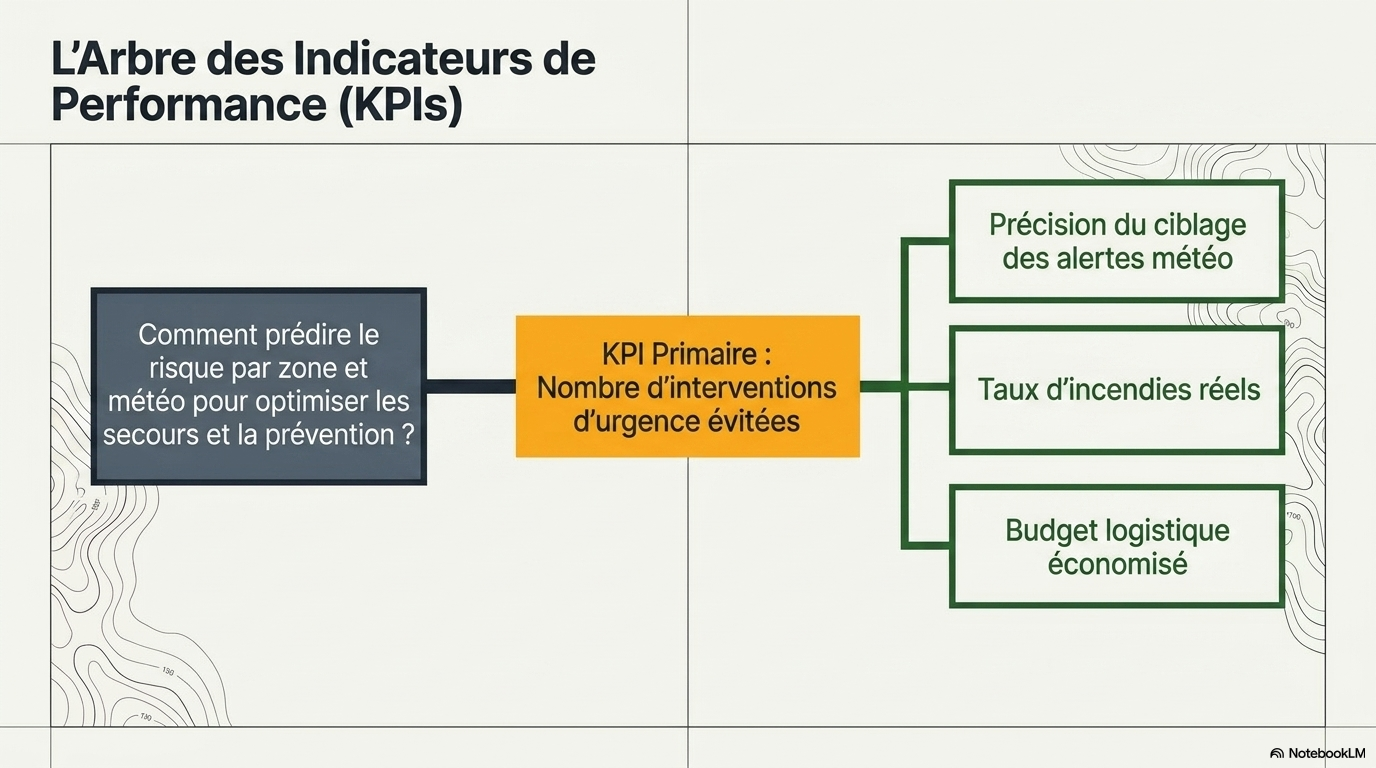 L’Arbre des Indicateurs de
Performance (KPIs)
Comment prédire le
risque par zone et
météo pour optimiser les
secours et la prévention ?
KPI Primaire :
Nombre d’interventions
d’urgence évitées
Précision du ciblage
des alertes météo
Taux d’incendies réels
Budget logistique
économisé
130
130
NotebookLM